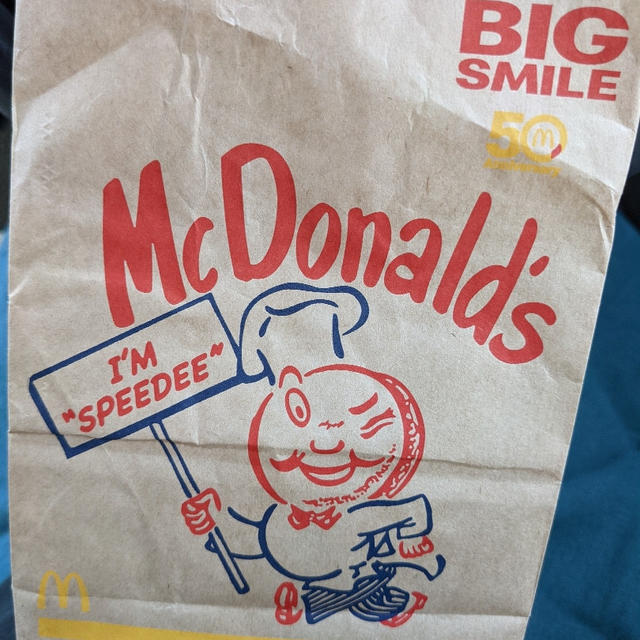 BIG
SMILE
50
McDonald's
I'M
"SPEEDEE"